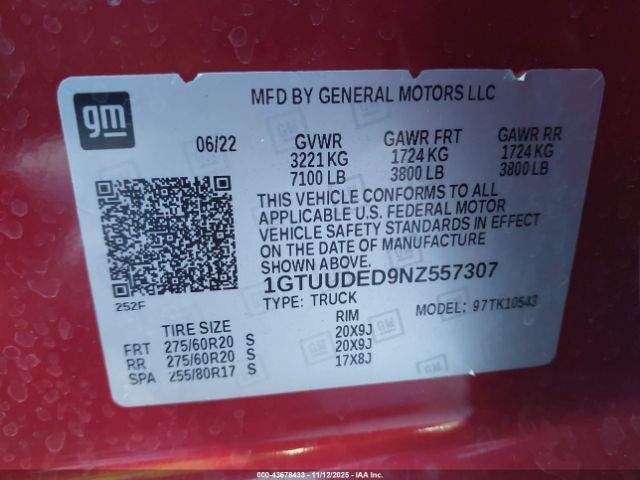 gm
MFD BY GENERAL MOTORS LLC
06/22 GVWR GAWR FRT GAWR RR
3221 KG 1724 KG 1724 KG
7100 LB 3800 LB 3800 LB
THIS VEHICLE CONFORMS TO ALL
APPLICABLE U.S. FEDERAL MOTOR
VEHICLE SAFETY STANDARDS IN EFFECT
ON THE DATE OF MANUFACTURE
SHOWN ABOVE.
1GTUUDED9NZ557307
252F
TYPE: TRUCK MODEL: 97TK10543
TIRE SIZE RIM
FRT 275/60R20 S 20X9J
RR 275/60R20 S 20X9J
SPA 255/80R17 S 17X8J
000-43678433 - 11/12/2025 - IAAI.COM